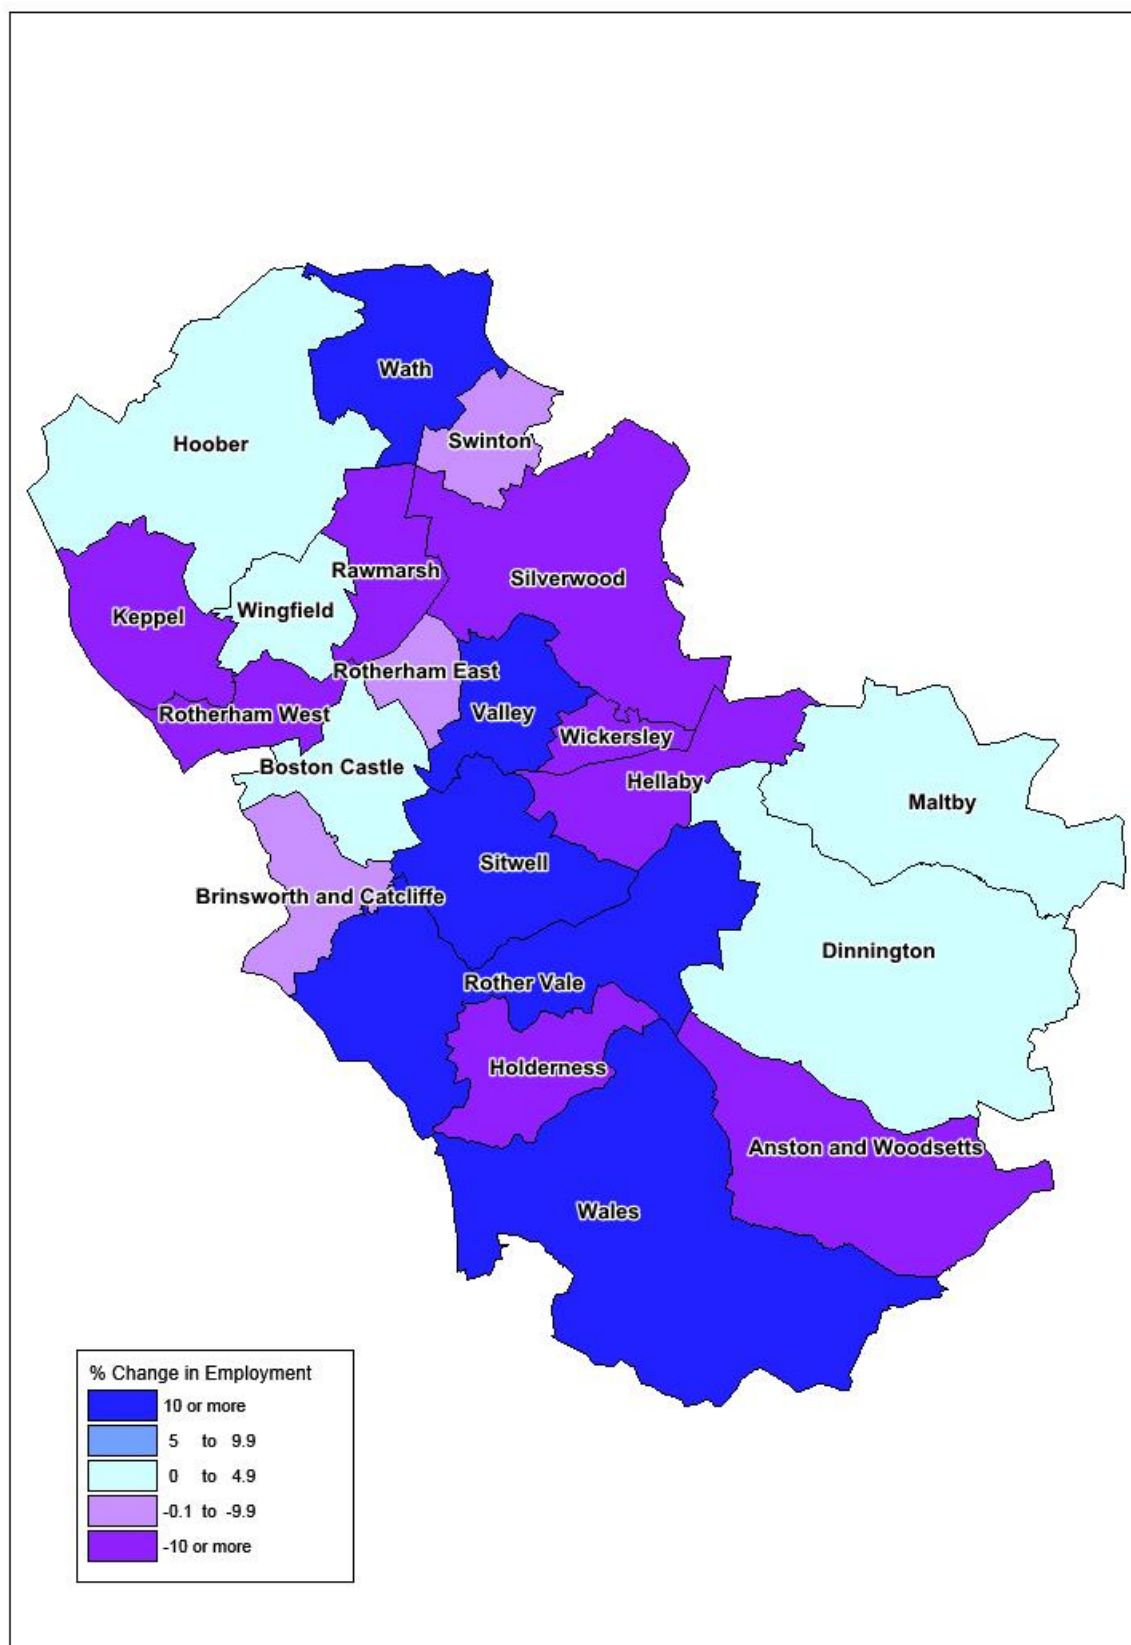 Wath
Swinton
Hoober
Rawmarsh
Silverwood
Keppel
Wingfield
Rotherham East
Rotherham West
Valley
Wickersley
Boston Castle
Hellaby
Maltby
Sitwell
Brinsworth and Catcliffe
Dinnington
Rother Vale
Holderness
Anston and Woodsetts
Wales
% Change in Employment
10 or more
5 to 9.9
0 to 4.9
-0.1 to -9.9
-10 or more